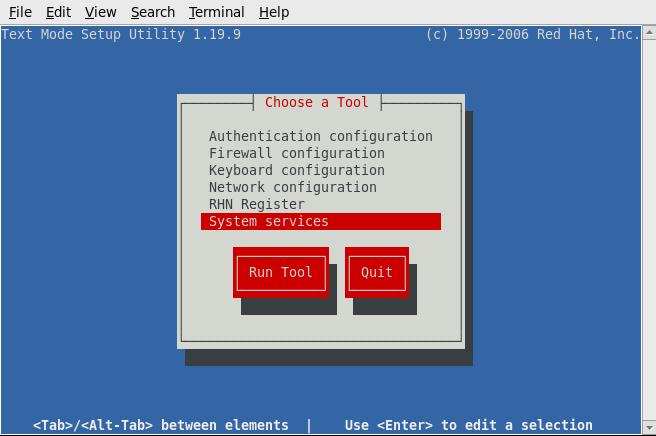 File Edit View Search Terminal Help
Text Mode Setup Utility 1.19.9 (c) 1999-2006 Red Hat, Inc.
Choose a Tool
Authentication configuration
Firewall configuration
Keyboard configuration
Network configuration
RHN Register
System services
Run Tool Quit
<Tab>/<Alt-Tab> between elements | Use <Enter> to edit a selection